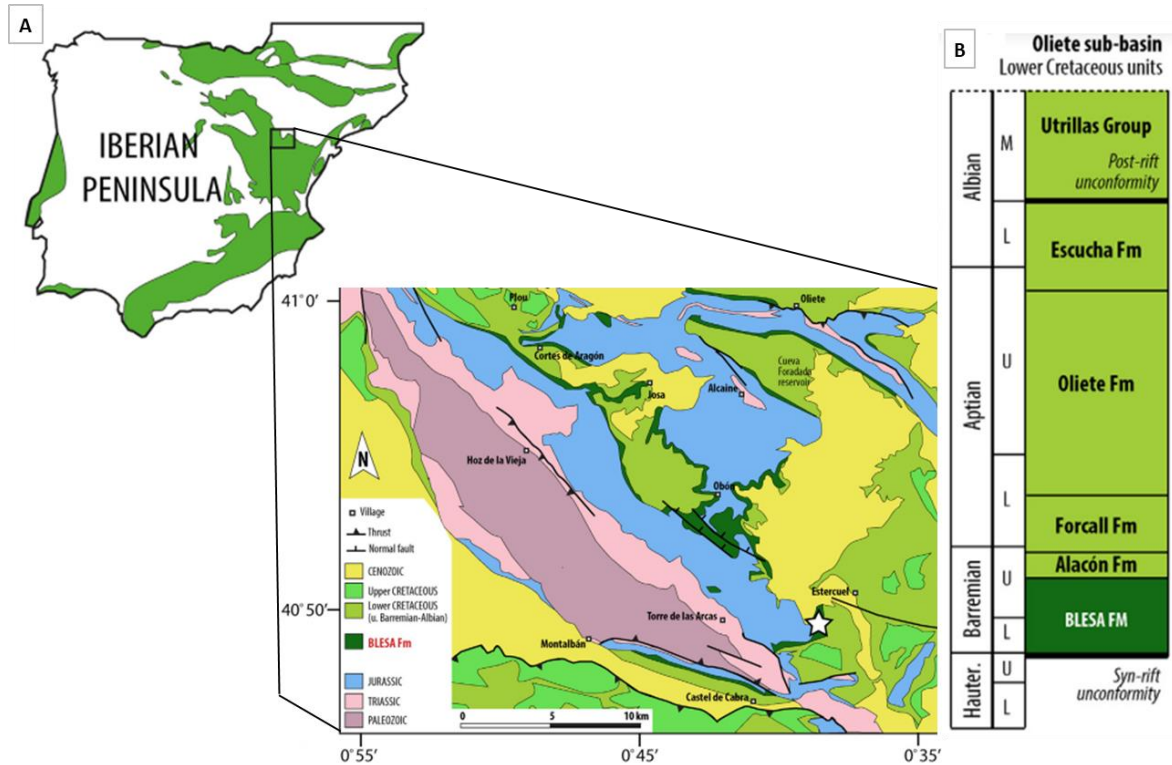 A
IBERIAN
PENINSULA
41° 0'
40° 50'
0° 55'
0° 45'
0° 35'
Plou
Oliete
Cortés de Aragón
Cueva
Foradada
reservoir
Josa
Alcaine
Hoz de la Vieja
Obón
Estercuel
Torre de las Arcas
Montalbán
Castel de Cabra
N
Village
Thrust
Normal fault
CENOZOIC
Upper CRETACEOUS
Lower CRETACEOUS
(u. Barremian-Albian)
BLESA Fm
JURASSIC
TRIASSIC
PALEOZOIC
0 5 10 km
B
Oliete sub-basin
Lower Cretaceous units
Albian
M
L
Aptian
U
L
Barremian
U
L
Hauter.
U
L
Utrillas Group
Post-rift
unconformity
Escucha Fm
Oliete Fm
Forcall Fm
Alacón Fm
BLESA FM
Syn-rift
unconformity